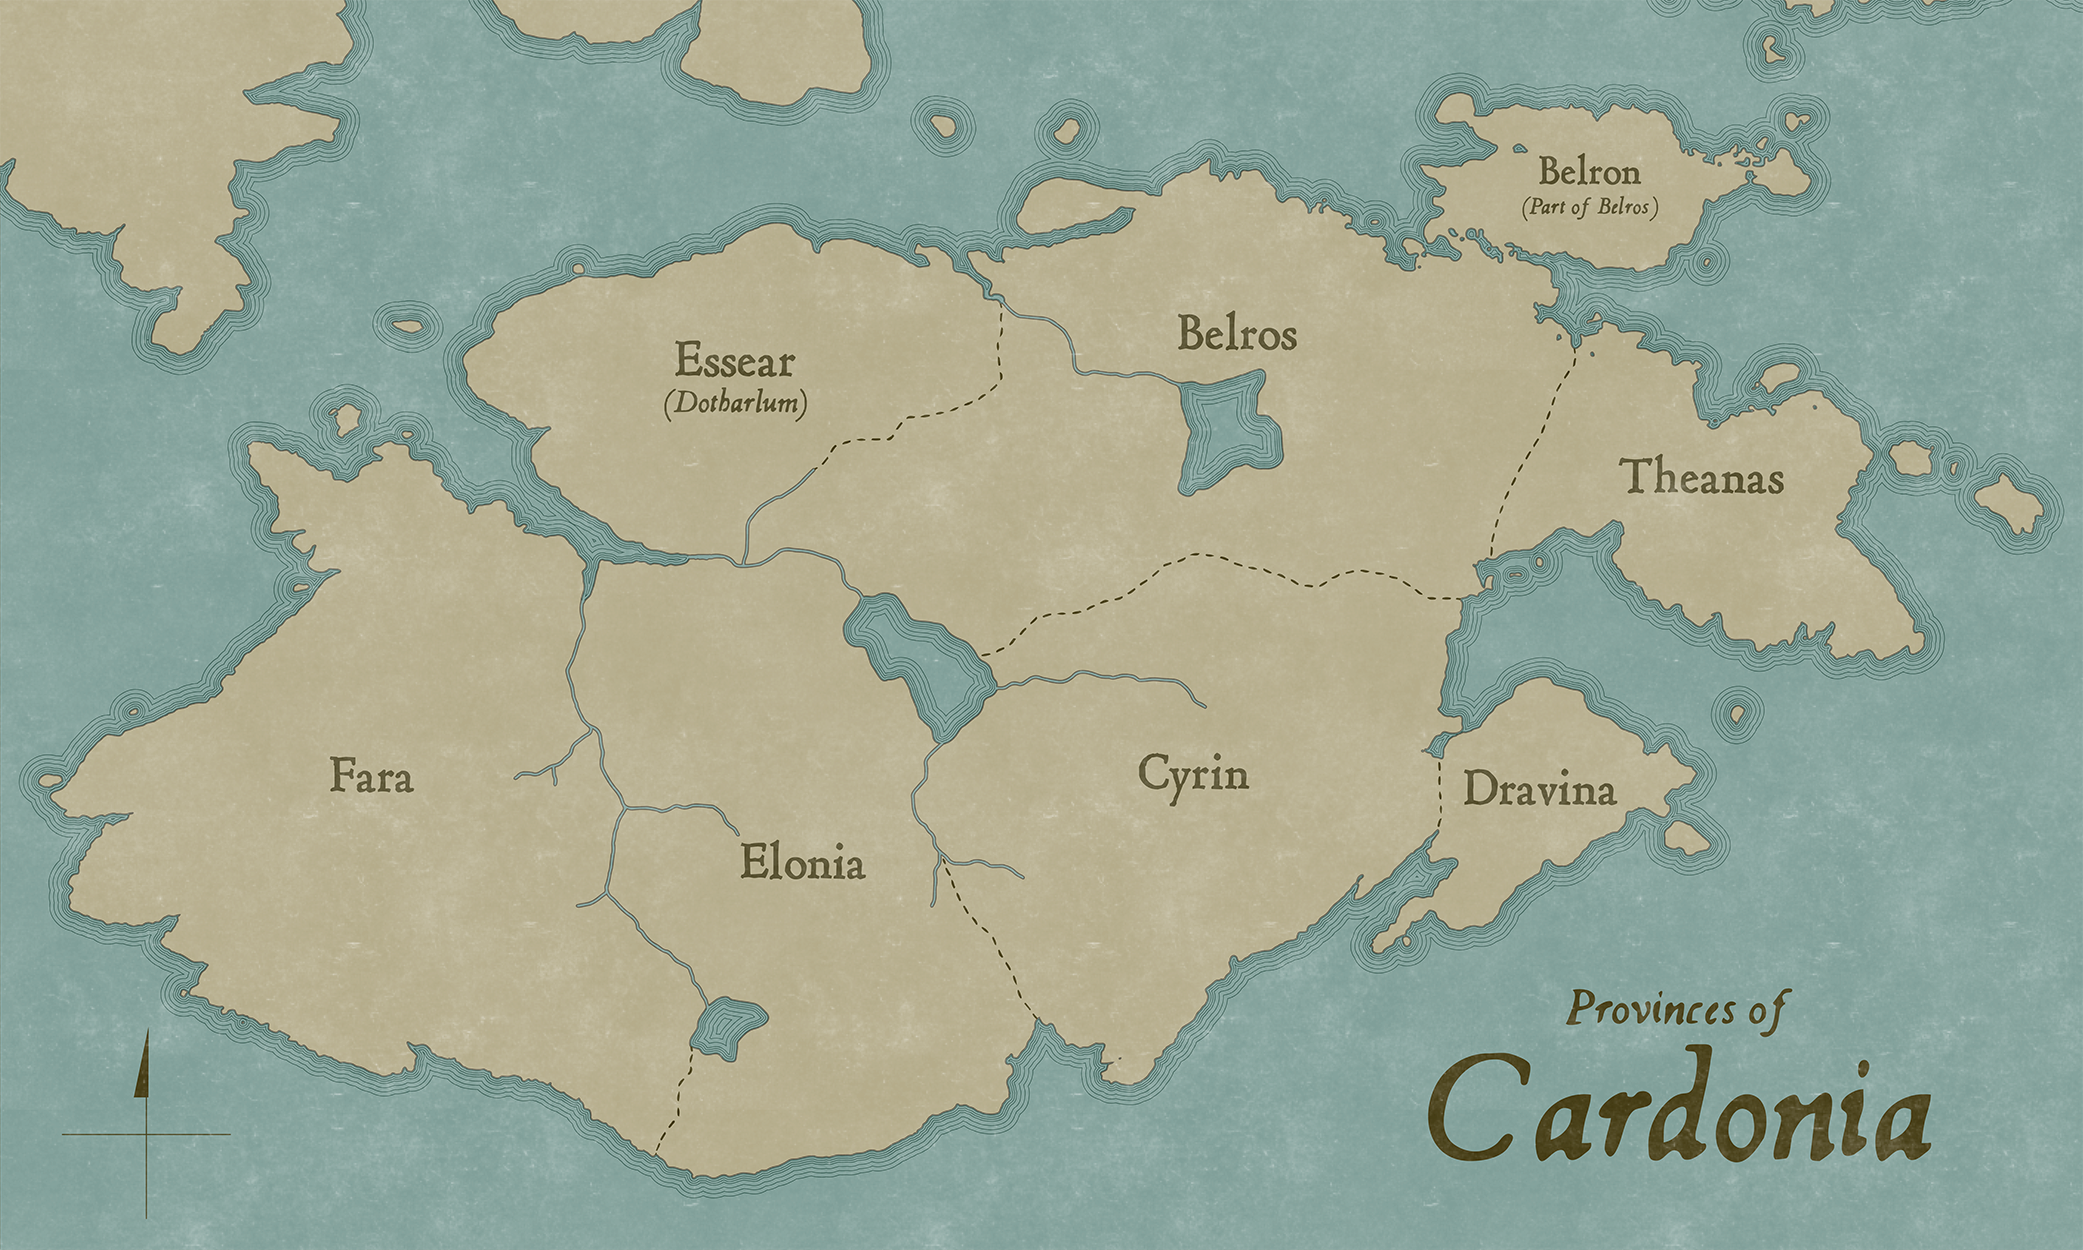 Belron
(Part of Belros)
Belros
Essear
(Dotharlum)
Theanas
Fara
Cyrin
Dravina
Elonia
Provinces of
Cardonia